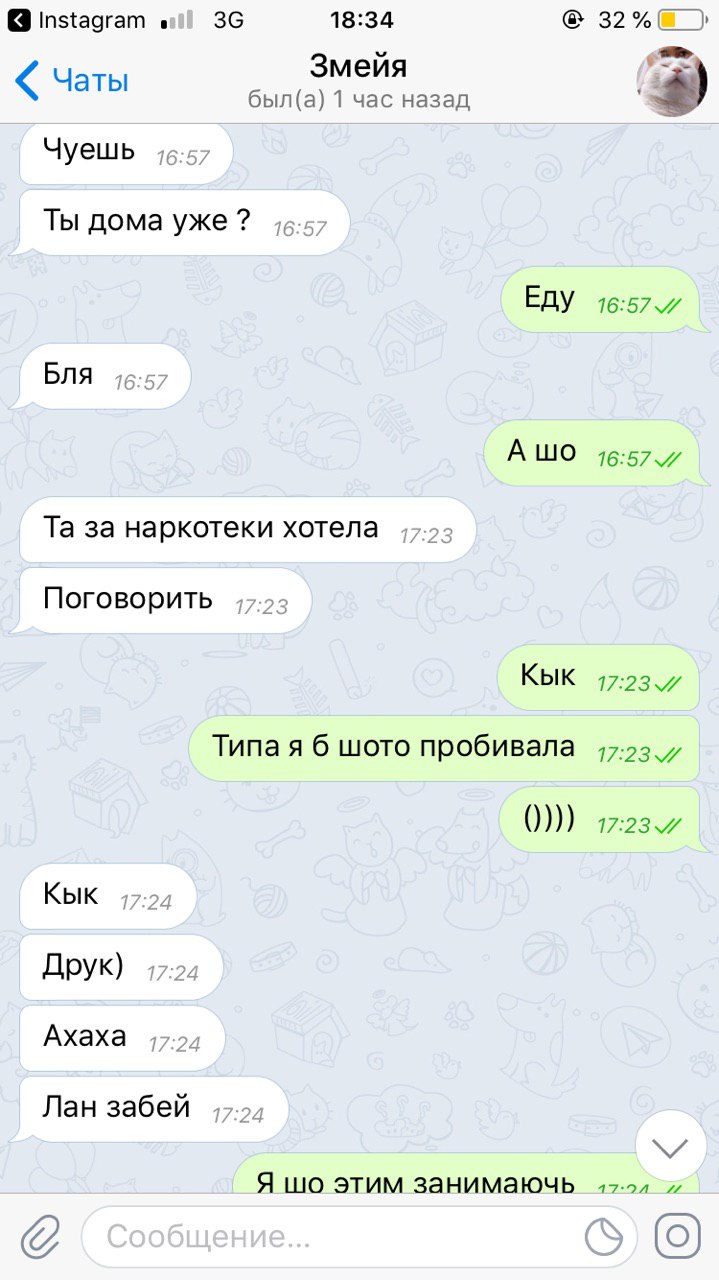 Instagram 3G 18:34 32 %
Чаты
Змейя
был(а) 1 час назад
Чуешь 16:57
Ты дома уже ? 16:57
Еду 16:57
Бля 16:57
А шо 16:57
Та за наркотеки хотела 17:23
Поговорить 17:23
Кык 17:23
Типа я б шото пробивала 17:23
())))  17:23
Кык 17:24
Друк) 17:24
Ахаха 17:24
Лан забей 17:24
Я шо этим занимаючь 17:24
Сообщение...